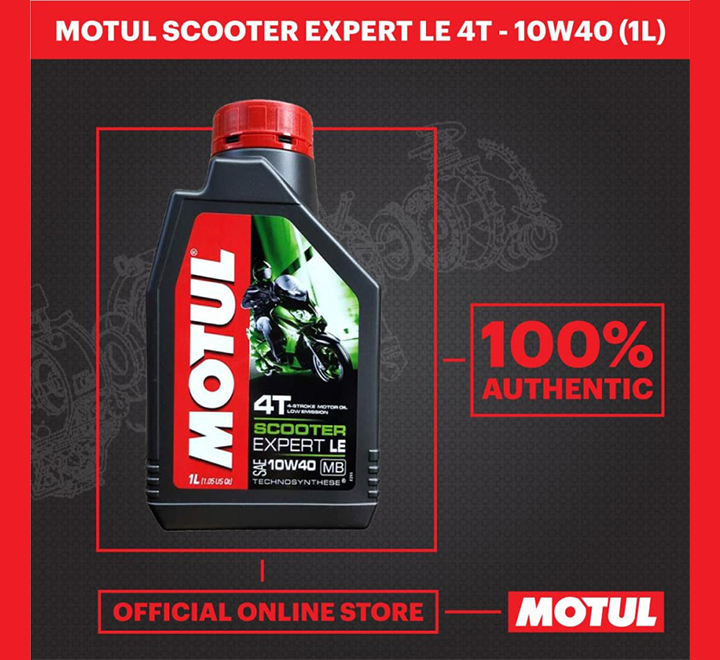 MOTUL SCOOTER EXPERT LE 4T - 10W40 (1L)
MOTUL®
4T 4-STROKE MOTOR OIL
LOW EMISSION
SCOOTER
EXPERT LE
SAE 10W40 MB
TECHNOSYNTHESE®
1L (1.05 US Qt)
100%
AUTHENTIC
OFFICIAL ONLINE STORE
MOTUL